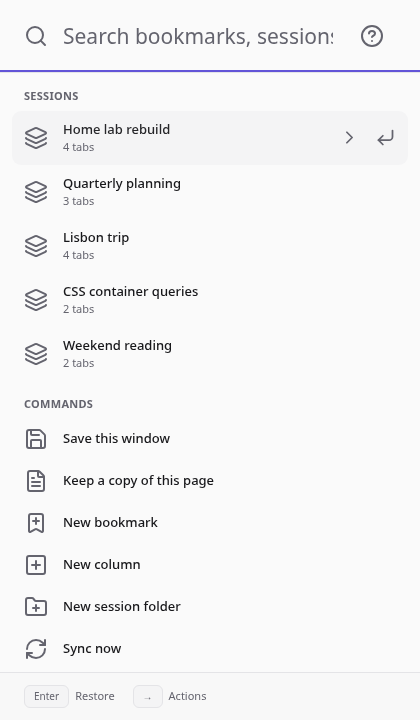 Search bookmarks, sessions
SESSIONS
Home lab rebuild
4 tabs
Quarterly planning
3 tabs
Lisbon trip
4 tabs
CSS container queries
2 tabs
Weekend reading
2 tabs
COMMANDS
Save this window
Keep a copy of this page
New bookmark
New column
New session folder
Sync now
Enter Restore → Actions